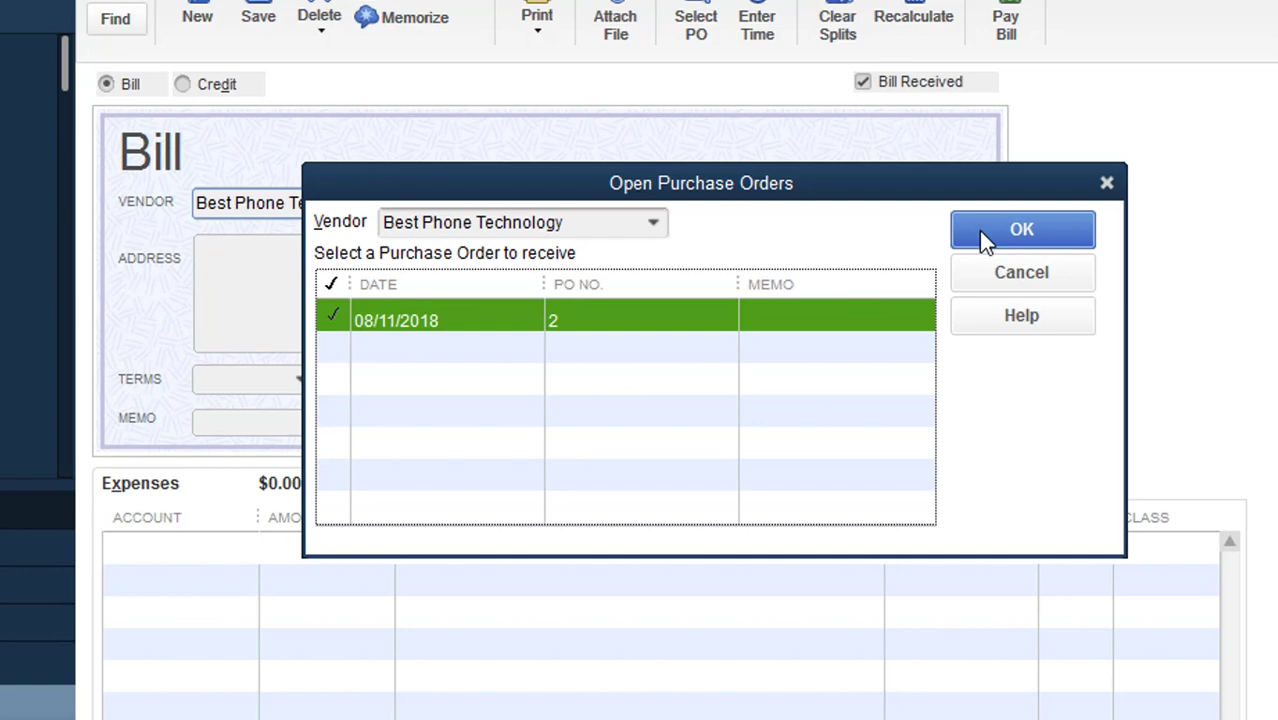 Find
New
Save
Delete
Memorize
Print
Attach
File
Select
PO
Enter
Time
Clear
Splits
Recalculate
Pay
Bill
Bill
Credit
Bill Received
Bill
VENDOR
Best Phone Te
ADDRESS
TERMS
MEMO
Open Purchase Orders
Vendor
Best Phone Technology
Select a Purchase Order to receive
DATE
PO NO.
MEMO
08/11/2018
2
OK
Cancel
Help
Expenses
$0.00
ACCOUNT
AMO
CLASS